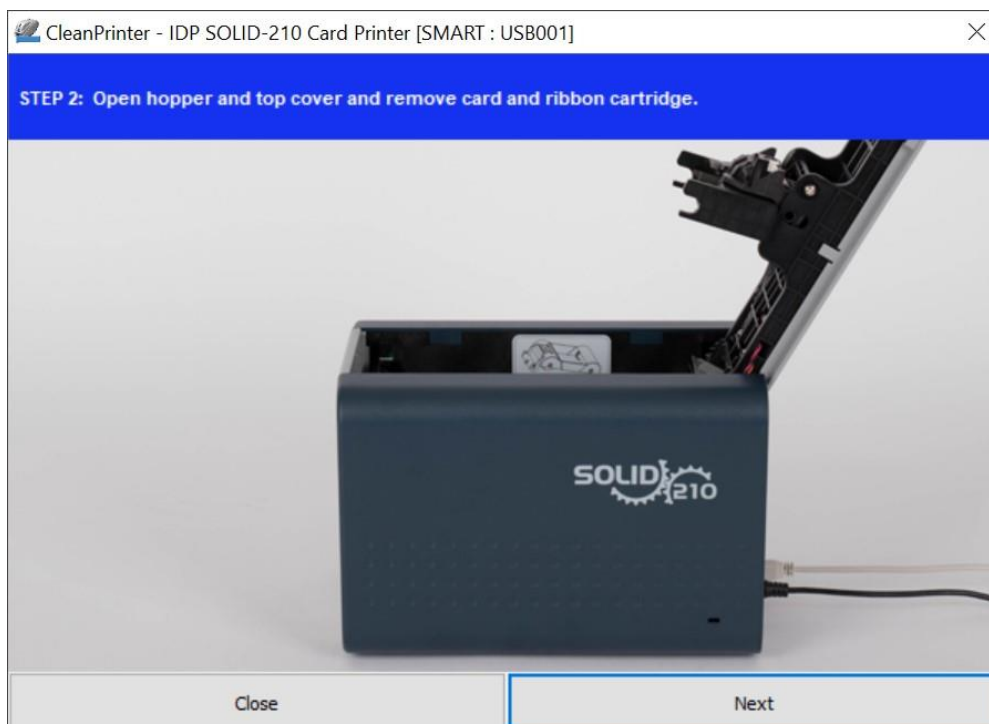 CleanPrinter - IDP SOLID-210 Card Printer [SMART : USB001]
STEP 2: Open hopper and top cover and remove card and ribbon cartridge.
SOLID
210
Close
Next